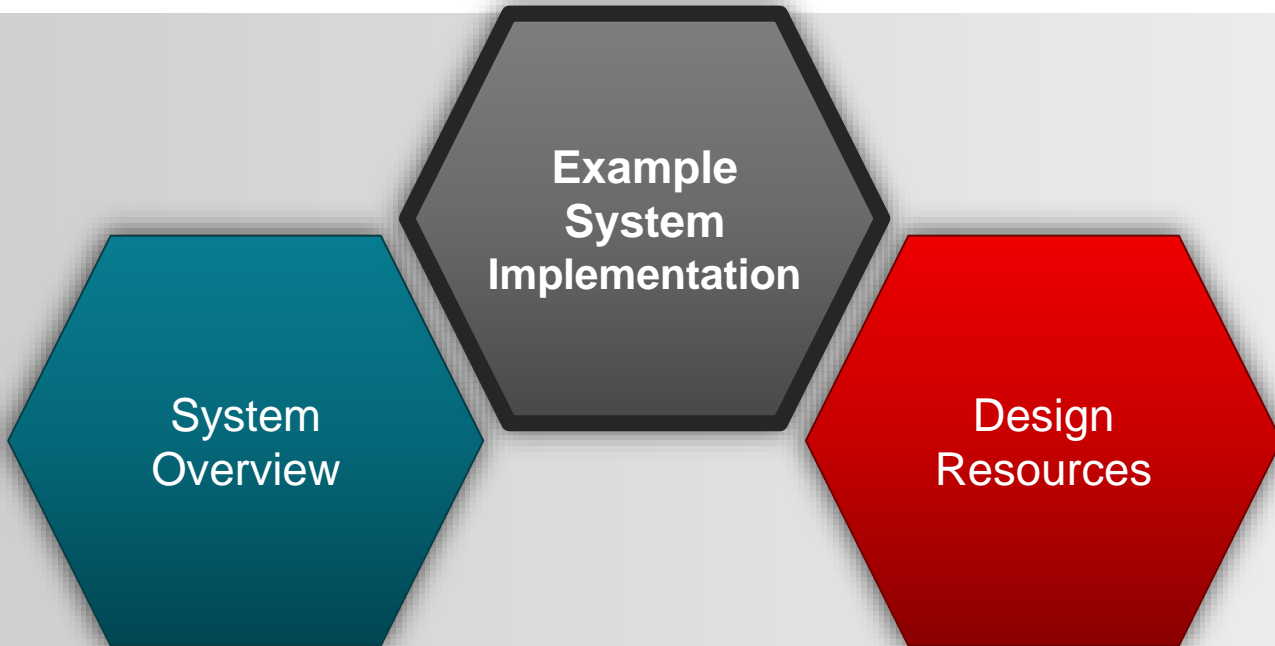 Example
System
Implementation
System
Overview
Design
Resources